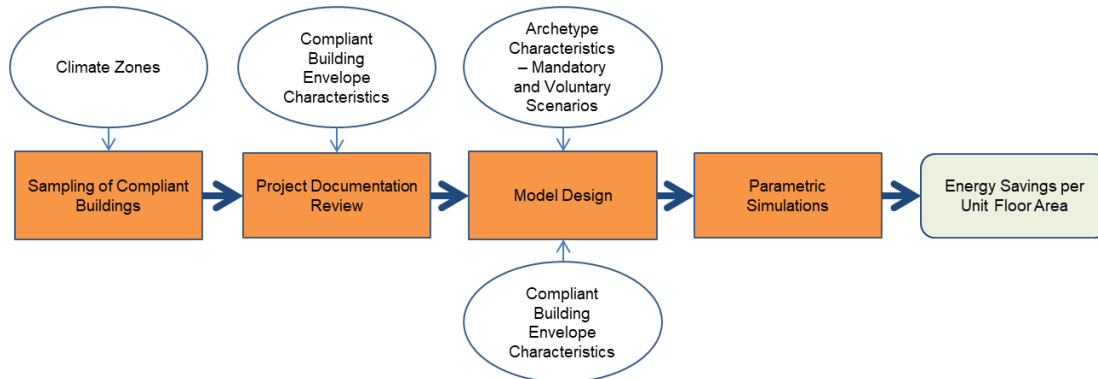 Climate Zones
Compliant
Building
Envelope
Characteristics
Archetype
Characteristics
– Mandatory
and Voluntary
Scenarios
Sampling of Compliant
Buildings
Project Documentation
Review
Model Design
Parametric
Simulations
Energy Savings per
Unit Floor Area
Compliant
Building
Envelope
Characteristics